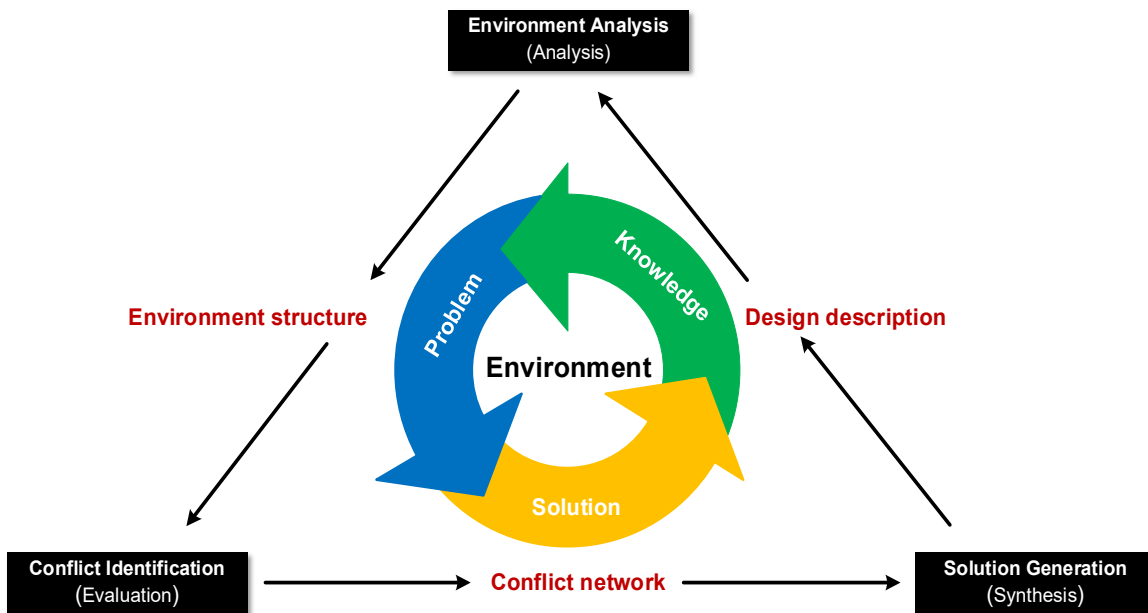 Environment Analysis
(Analysis)
Knowledge
Problem
Environment structure
Design description
Environment
Solution
Conflict Identification
(Evaluation)
Conflict network
Solution Generation
(Synthesis)